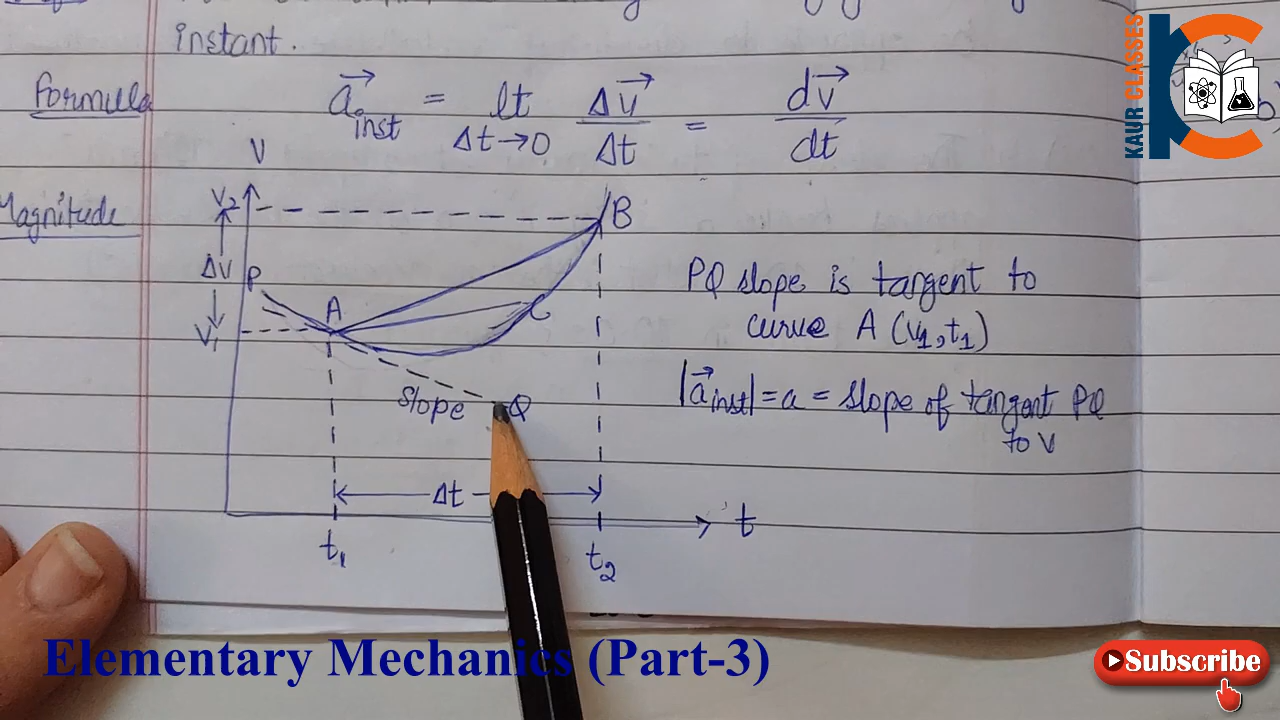 instant.
Formula
a⃗ inst = lt Δt→0 Δv⃗/Δt = dv⃗/dt
Magnitude
V
V2
ΔV
P
V1
A
B
C
Slope
Q
Δt
t
t1
t2
PQ slope is tangent to
curve A (v1, t1)
|a⃗ inst| = a = slope of tangent PQ
to v
KAUR CLASSES
Elementary Mechanics (Part-3)
Subscribe